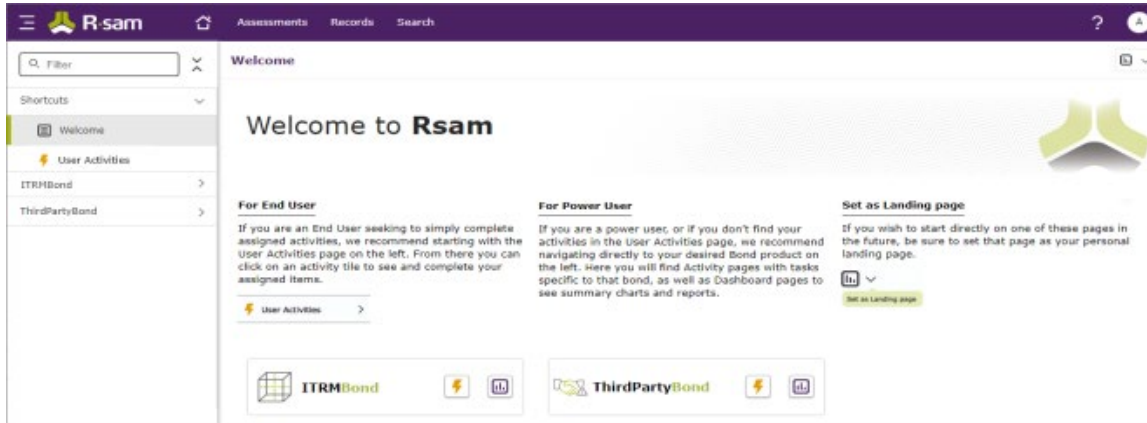 Rsam
Assessments Records Search
?
A
Filter
Welcome
Shortcuts
Welcome
User Activities
ITRMBond
ThirdPartyBond
Welcome to Rsam
For End User
If you are an End User seeking to simply complete
assigned activities, we recommend starting with the
User Activities page on the left. From there you can
click on an activity tile to see and complete your
assigned items.
User Activities
For Power User
If you are a power user, or if you don't find your
activities in the User Activities page, we recommend
navigating directly to your desired Bond product on
the left. Here you will find Activity pages with tasks
specific to that bond, as well as Dashboard pages to
see summary charts and reports.
Set as Landing page
If you wish to start directly on one of these pages in
the future, be sure to set that page as your personal
landing page.
Set as Landing page
ITRMBond
ThirdPartyBond